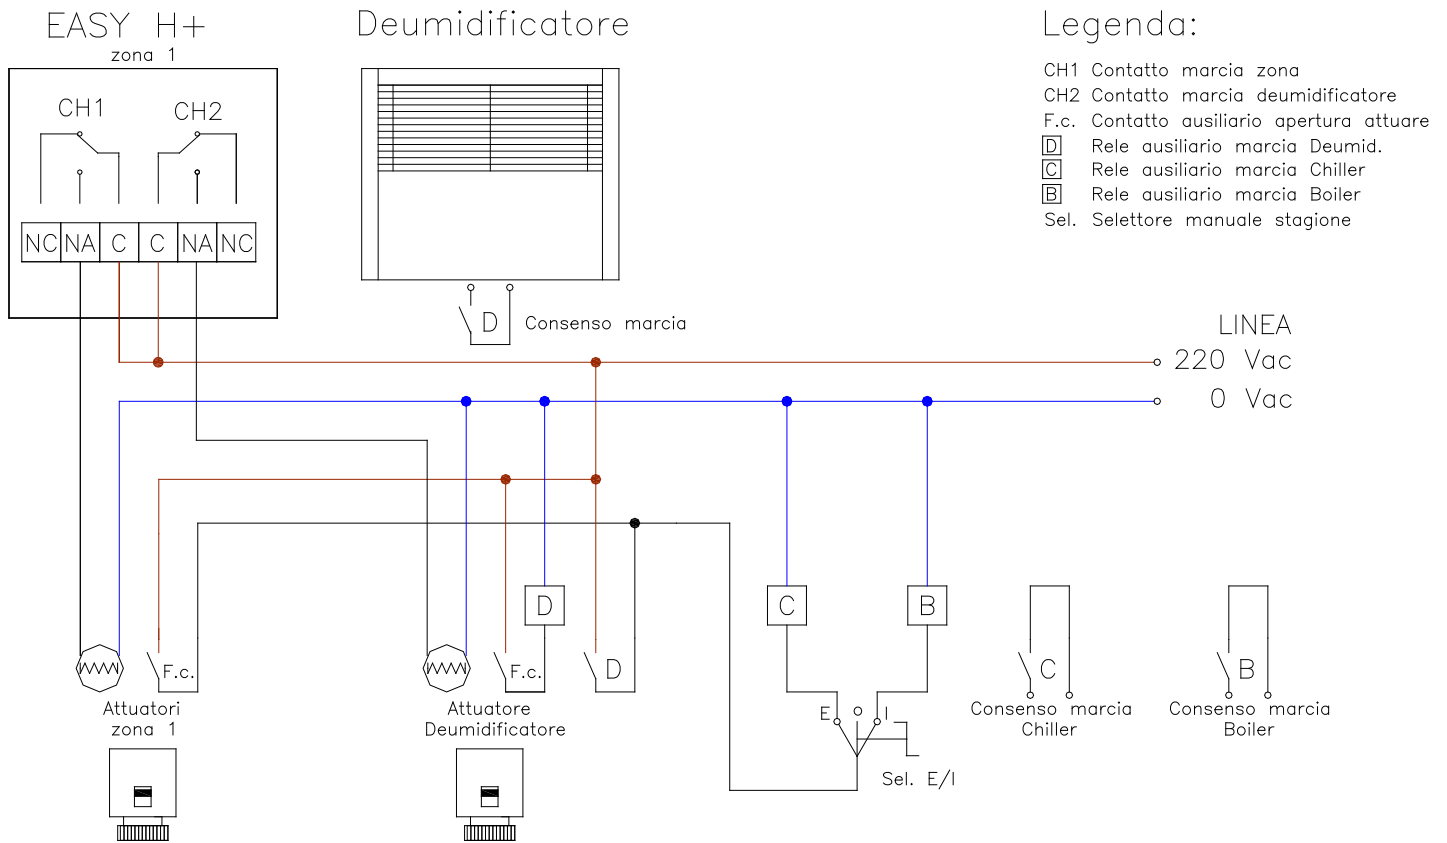 EASY H+
zona 1
Deumidificatore
Legenda:
CH1 Contatto marcia zona
CH2 Contatto marcia deumidificatore
F.c. Contatto ausiliario apertura attuare
D Rele ausiliario marcia Deumid.
C Rele ausiliario marcia Chiller
B Rele ausiliario marcia Boiler
Sel. Selettore manuale stagione
CH1
CH2
NC NA C C NA NC
D Consenso marcia
LINEA
220 Vac
0 Vac
D
C
B
F.c.
F.c.
D
C
B
Attuatori
zona 1
Attuatore
Deumidificatore
E O I
Sel. E/I
Consenso marcia
Chiller
Consenso marcia
Boiler